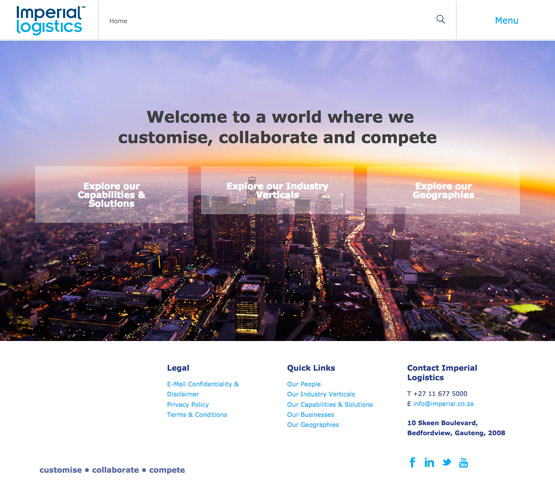 Imperial™
logistics
Home
Menu
Welcome to a world where we
customise, collaborate and compete
Explore our
Capabilities &
Solutions
Explore our Industry
Verticals
Explore our
Geographies
Legal
E-Mail Confidentiality &
Disclaimer
Privacy Policy
Terms & Conditions
Quick Links
Our People
Our Industry Verticals
Our Capabilities & Solutions
Our Businesses
Our Geographies
Contact Imperial
Logistics
T +27 11 677 5000
E info@imperial.co.za
10 Skeen Boulevard,
Bedfordview, Gauteng, 2008
customise • collaborate • compete